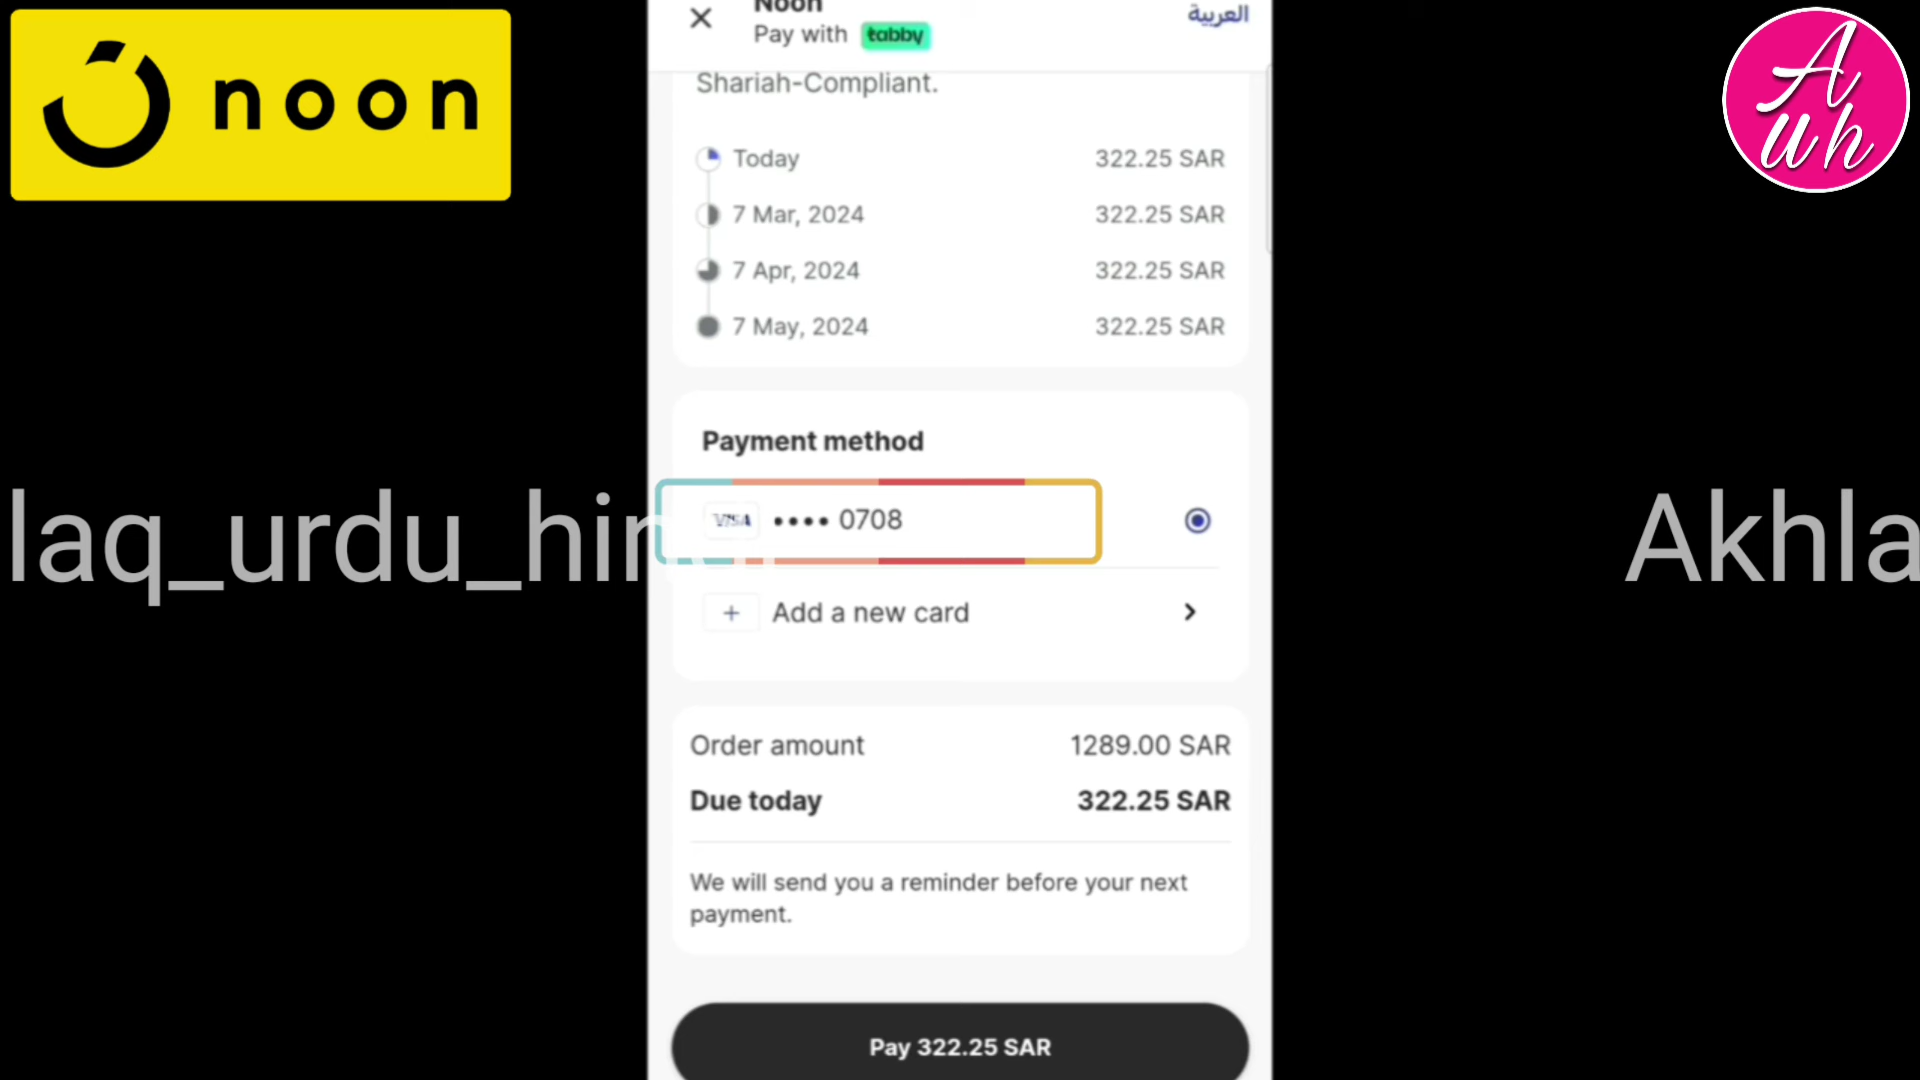 noon
Noon
Pay with tabby
العربية
A
uh
Shariah-Compliant.
Today 322.25 SAR
7 Mar, 2024 322.25 SAR
7 Apr, 2024 322.25 SAR
7 May, 2024 322.25 SAR
Payment method
VISA •••• 0708
laq_urdu_hin
Akhla
+ Add a new card
Order amount 1289.00 SAR
Due today 322.25 SAR
We will send you a reminder before your next
payment.
Pay 322.25 SAR